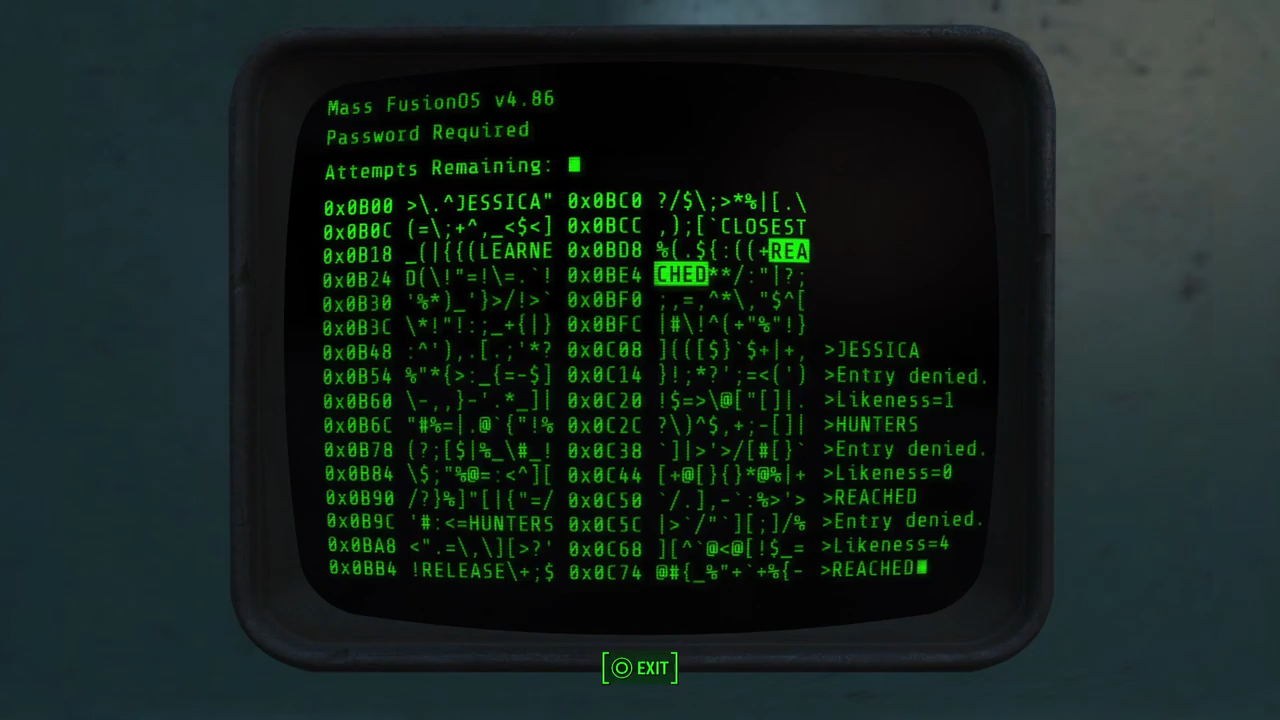 Mass FusionOS v4.86
Password Required
Attempts Remaining: ■
0x0B00 >\.^JESSICA" 0x0BC0 ?/$\;>*%|[.\
0x0B0C (=\;+^,_<$<] 0x0BCC ,);[`CLOSEST
0x0B18 _(|{{(LEARNE 0x0BD8 %(.${:((+REA
0x0B24 D(\!"=!\=.`! 0x0BE4 CHED**/:"|?;
0x0B30 '%*)_'}>/!>` 0x0BF0 ;,=,^*\,"$^[
0x0B3C \*!"!:;_+{|} 0x0BFC |#\!^(+"%"!}
0x0B48 :^'),.[.;'*? 0x0C08 ](([$}`$+|+, >JESSICA
0x0B54 %"*{>:_{=-$] 0x0C14 }!;*?';=<(') >Entry denied.
0x0B60 \-,,}-'.*_]| 0x0C20 !$=>\@["[]|. >Likeness=1
0x0B6C "#%=|.@`{"!% 0x0C2C ?\)^$,+;-[]| >HUNTERS
0x0B78 (?;[$|%_\#_! 0x0C38 `]|>'>/[#[}` >Entry denied.
0x0B84 \$;"%@=:<^][ 0x0C44 [+@[}{}*@%|+ >Likeness=0
0x0B90 /?}%]"[|{"=/ 0x0C50 `/.],-`:%>'> >REACHED
0x0B9C '#:<=HUNTERS 0x0C5C |>`/"`][;]/% >Entry denied.
0x0BA8 <".=\,\][>?' 0x0C68 ][^`@<@[!$_= >Likeness=4
0x0BB4 !RELEASE\+;$ 0x0C74 @#{_%"+`+%{- >REACHED■
[◎ EXIT]